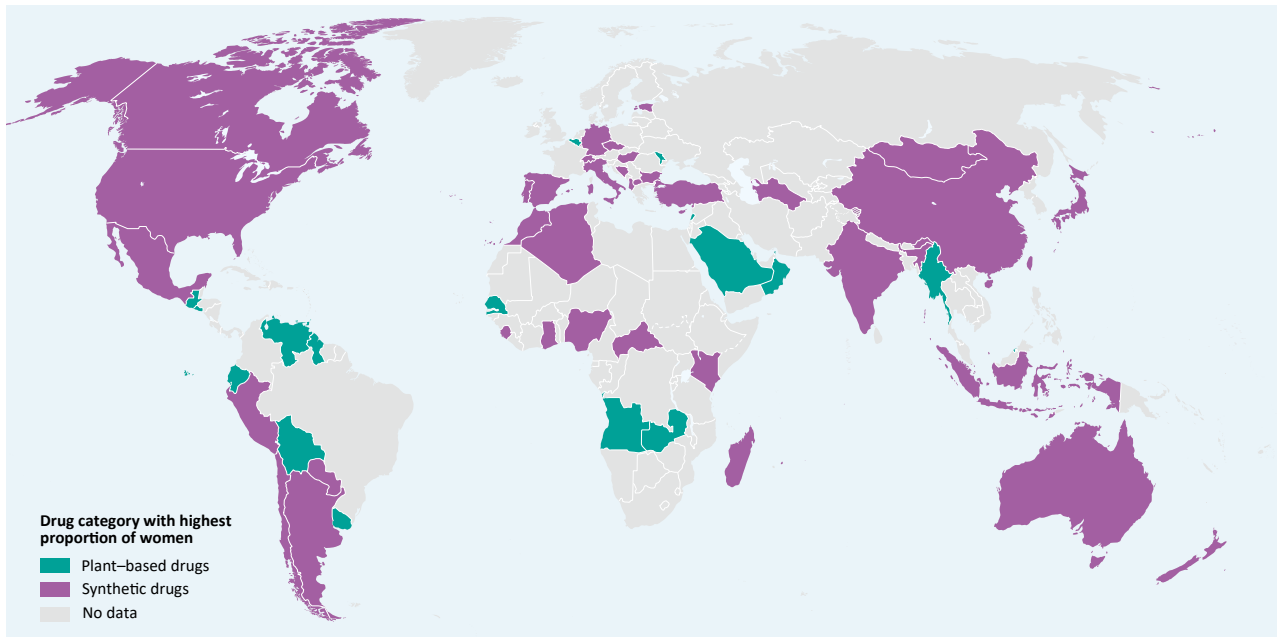 Drug category with highest
proportion of women
Plant–based drugs
Synthetic drugs
No data